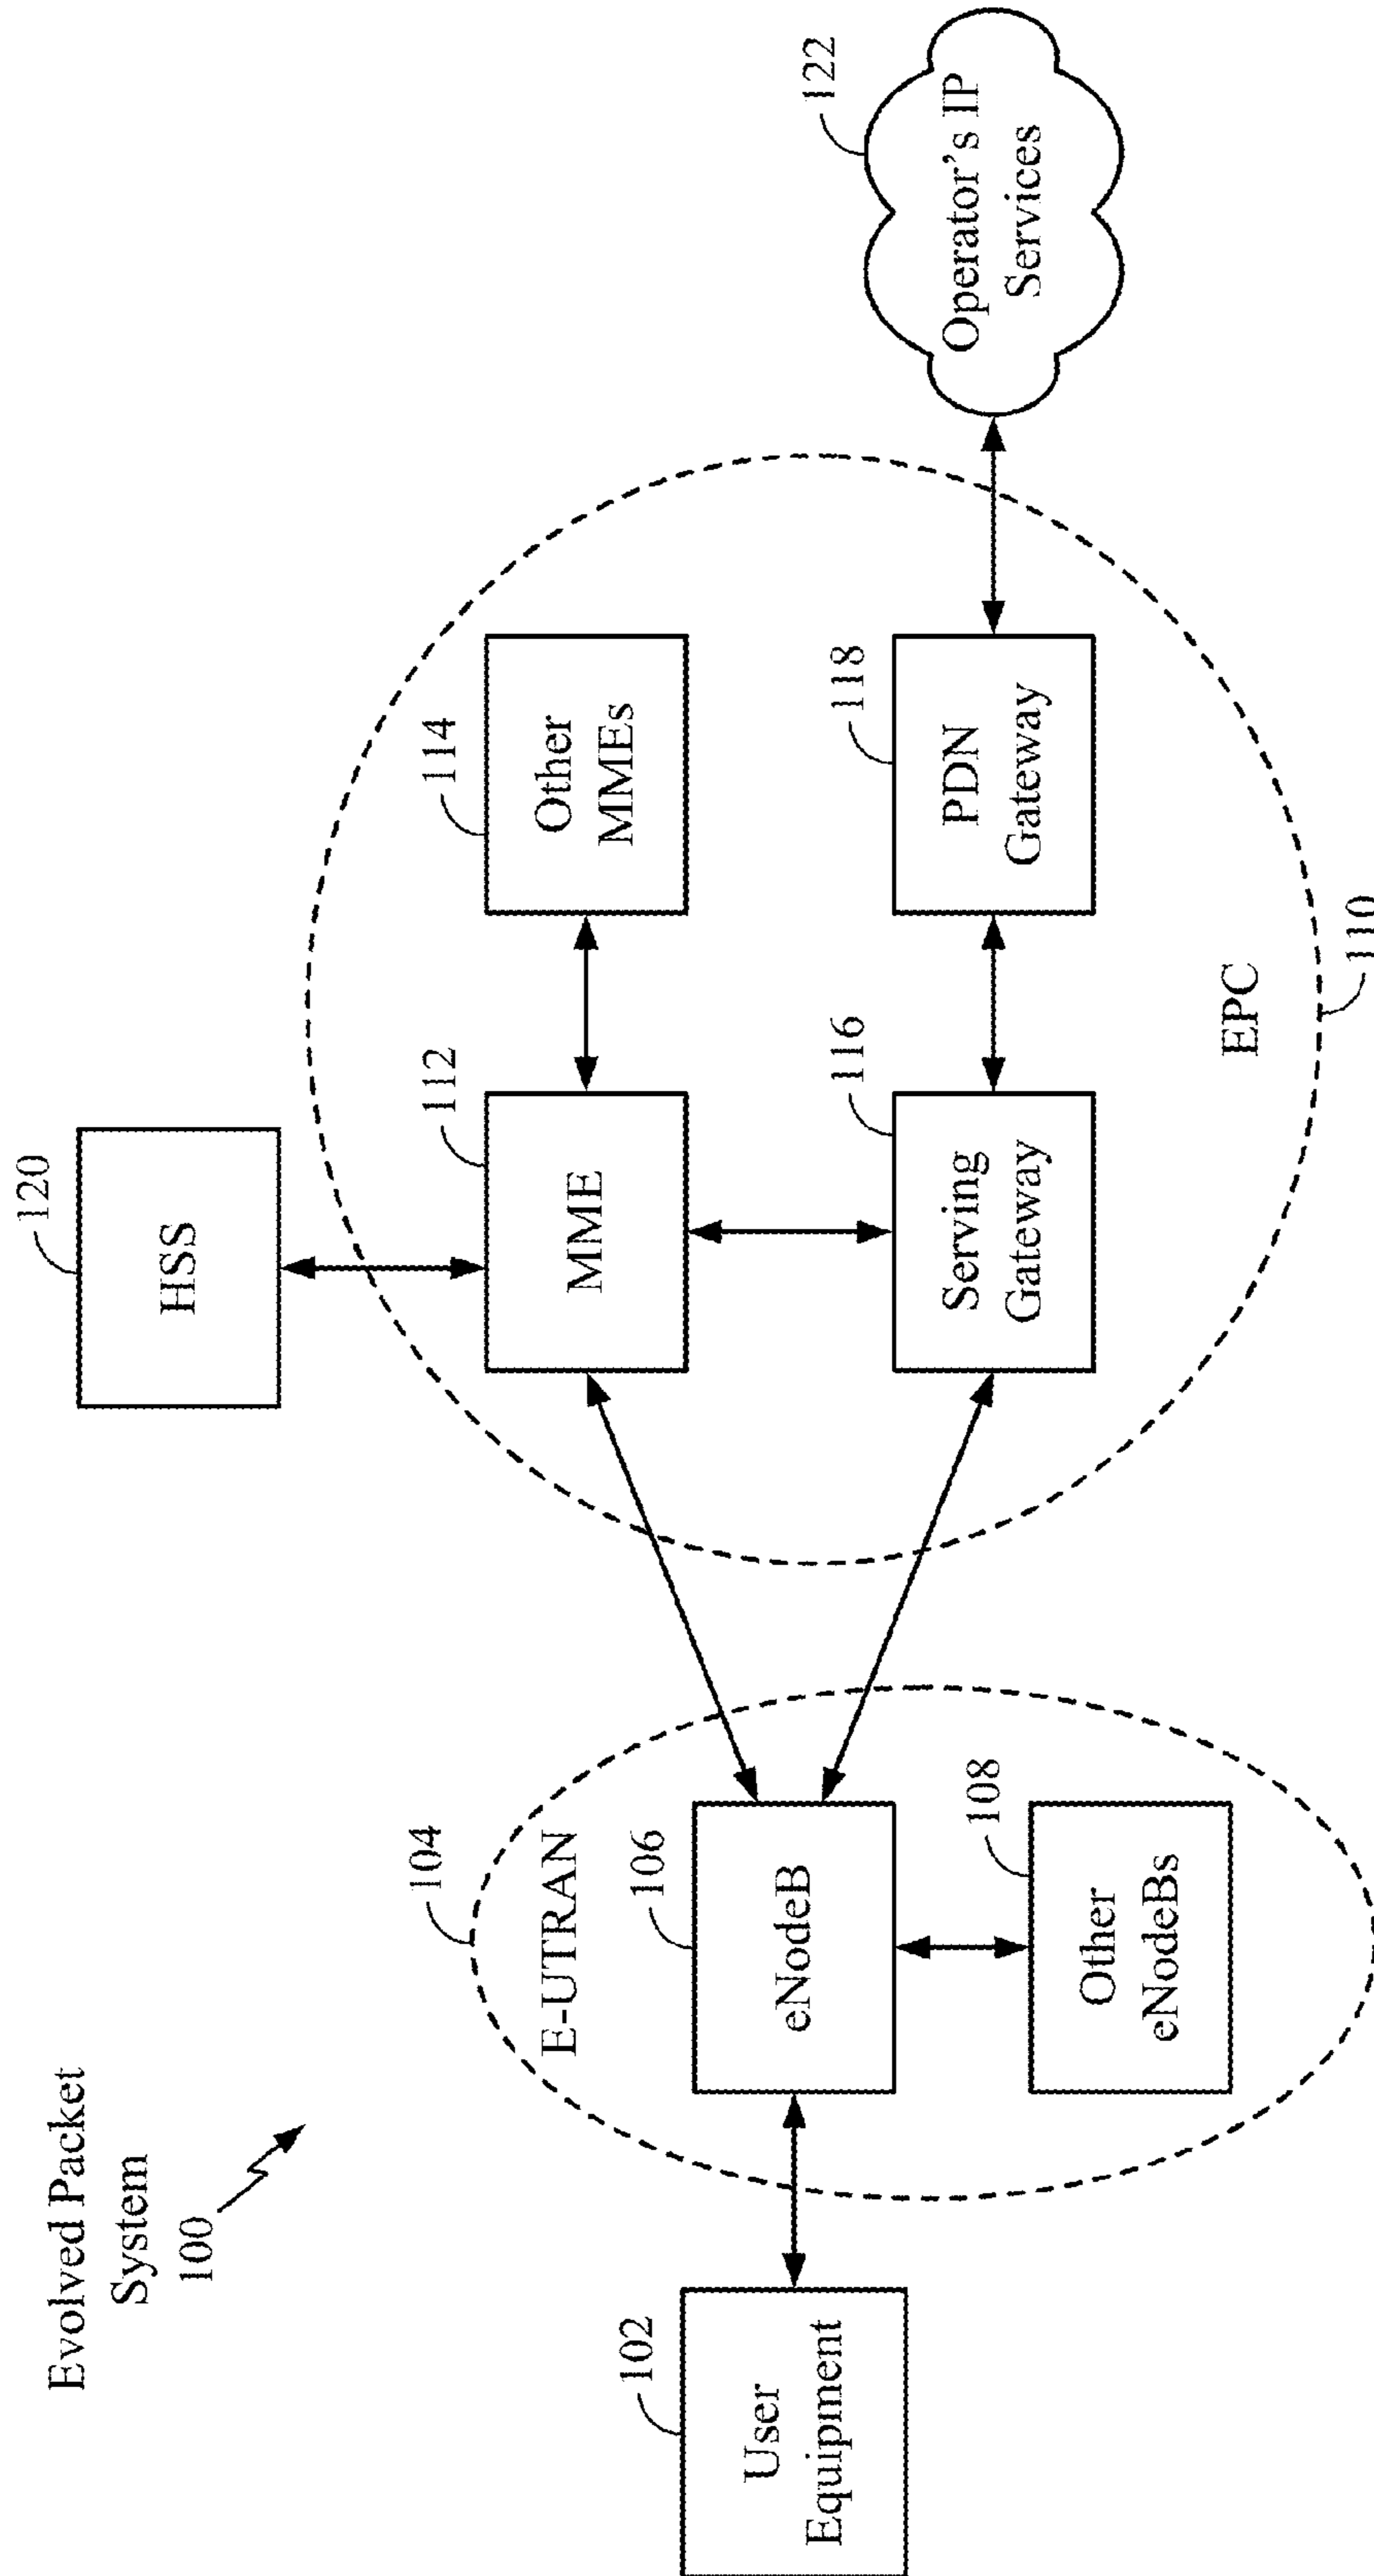 Evolved Packet
System
100
120
HSS
104
E-UTRAN
112
MME
114
Other
MMEs
102
User
Equipment
106
eNodeB
108
Other
eNodeBs
116
Serving
Gateway
118
PDN
Gateway
122
Operator's IP
Services
EPC
110